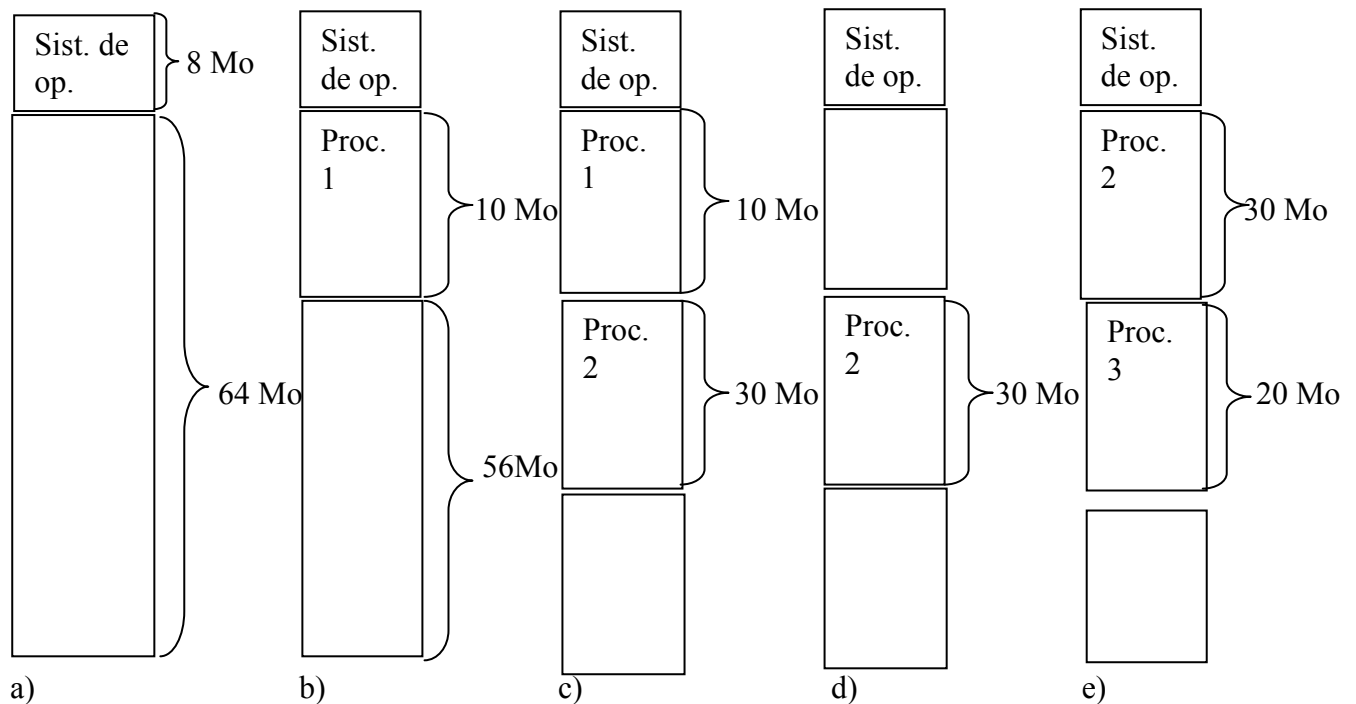 Sist. de
op.
8 Mo
64 Mo
a)
Sist.
de op.
Proc.
1
10 Mo
56Mo
b)
Sist.
de op.
Proc.
1
10 Mo
Proc.
2
30 Mo
c)
Sist.
de op.
Proc.
2
30 Mo
d)
Sist.
de op.
Proc.
2
30 Mo
Proc.
3
20 Mo
e)